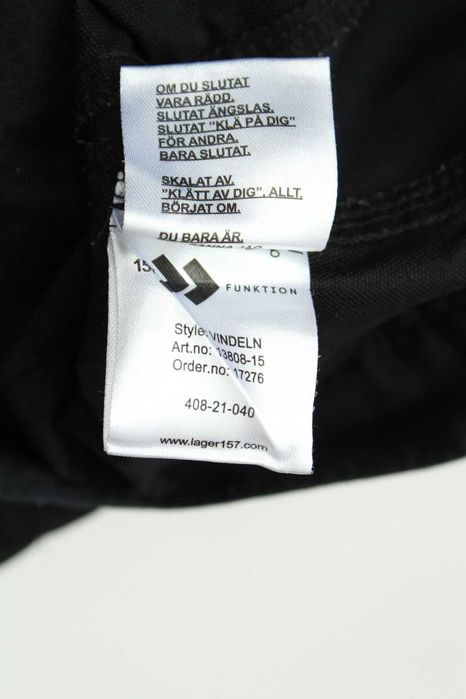 OM DU SLUTAT
VARA RÄDD.
SLUTAT ÄNGSLAS.
SLUTAT "KLÄ PÅ DIG"
FÖR ANDRA.
BARA SLUTAT.
SKALAT AV.
"KLÄTT AV DIG". ALLT.
BÖRJAT OM.
DU BARA ÄR.
FUNKTION
Style: VINDELN
Art.no: 13808-15
Order.no: 17276
408-21-040
www.lager157.com